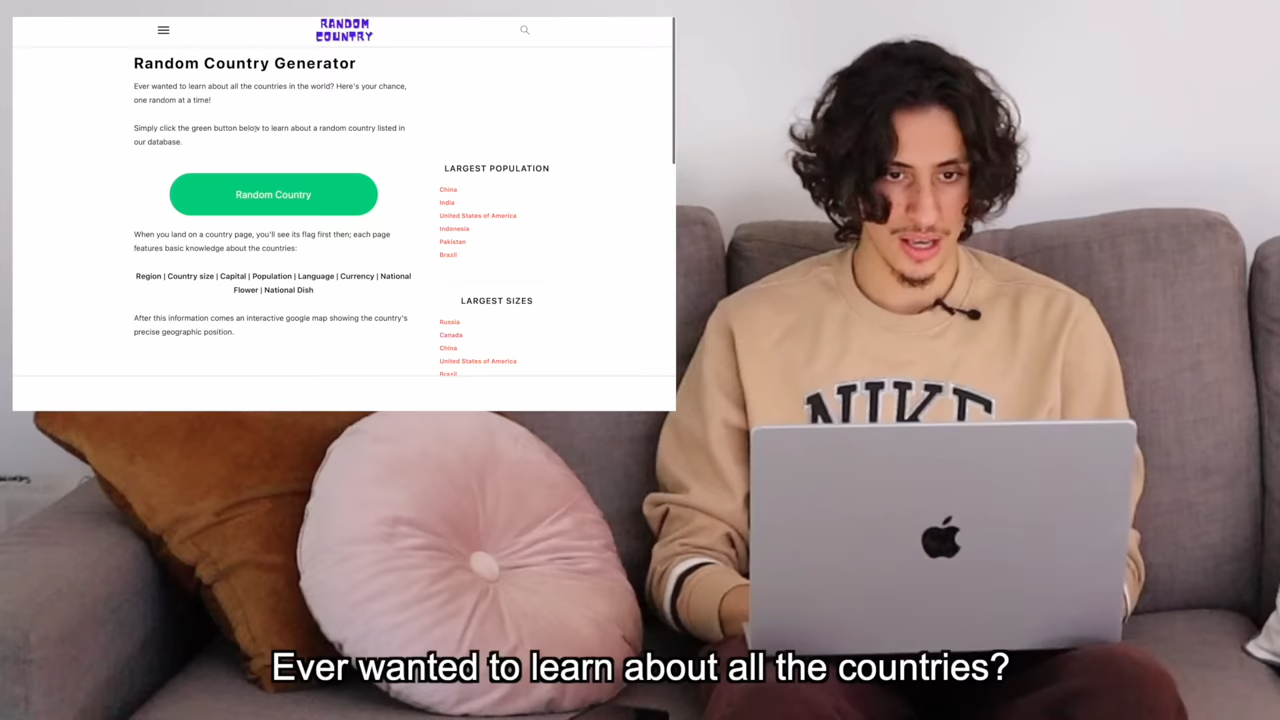 RANDOM
COUNTRY
Random Country Generator
Ever wanted to learn about all the countries in the world? Here's your chance,
one random at a time!
Simply click the green button below to learn about a random country listed in
our database.
Random Country
When you land on a country page, you'll see its flag first then; each page
features basic knowledge about the countries:
Region | Country size | Capital | Population | Language | Currency | National
Flower | National Dish
After this information comes an interactive google map showing the country's
precise geographic position.
LARGEST POPULATION
China
India
United States of America
Indonesia
Pakistan
Brazil
LARGEST SIZES
Russia
Canada
China
United States of America
Brazil
NIKE
Ever wanted to learn about all the countries?